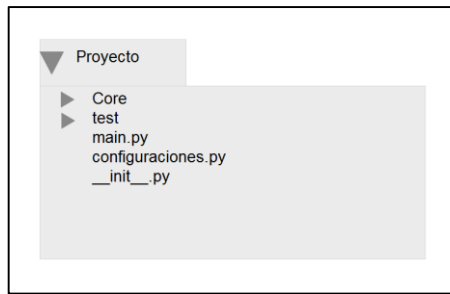 Proyecto
Core
test
main.py
configuraciones.py
__init__.py